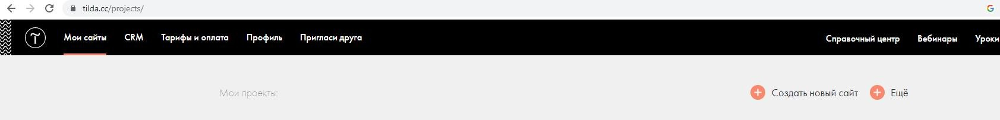 tilda.cc/projects/
Мои сайты CRM Тарифы и оплата Профиль Пригласи друга Справочный центр Вебинары Уроки
Мои проекты: Создать новый сайт Ещё